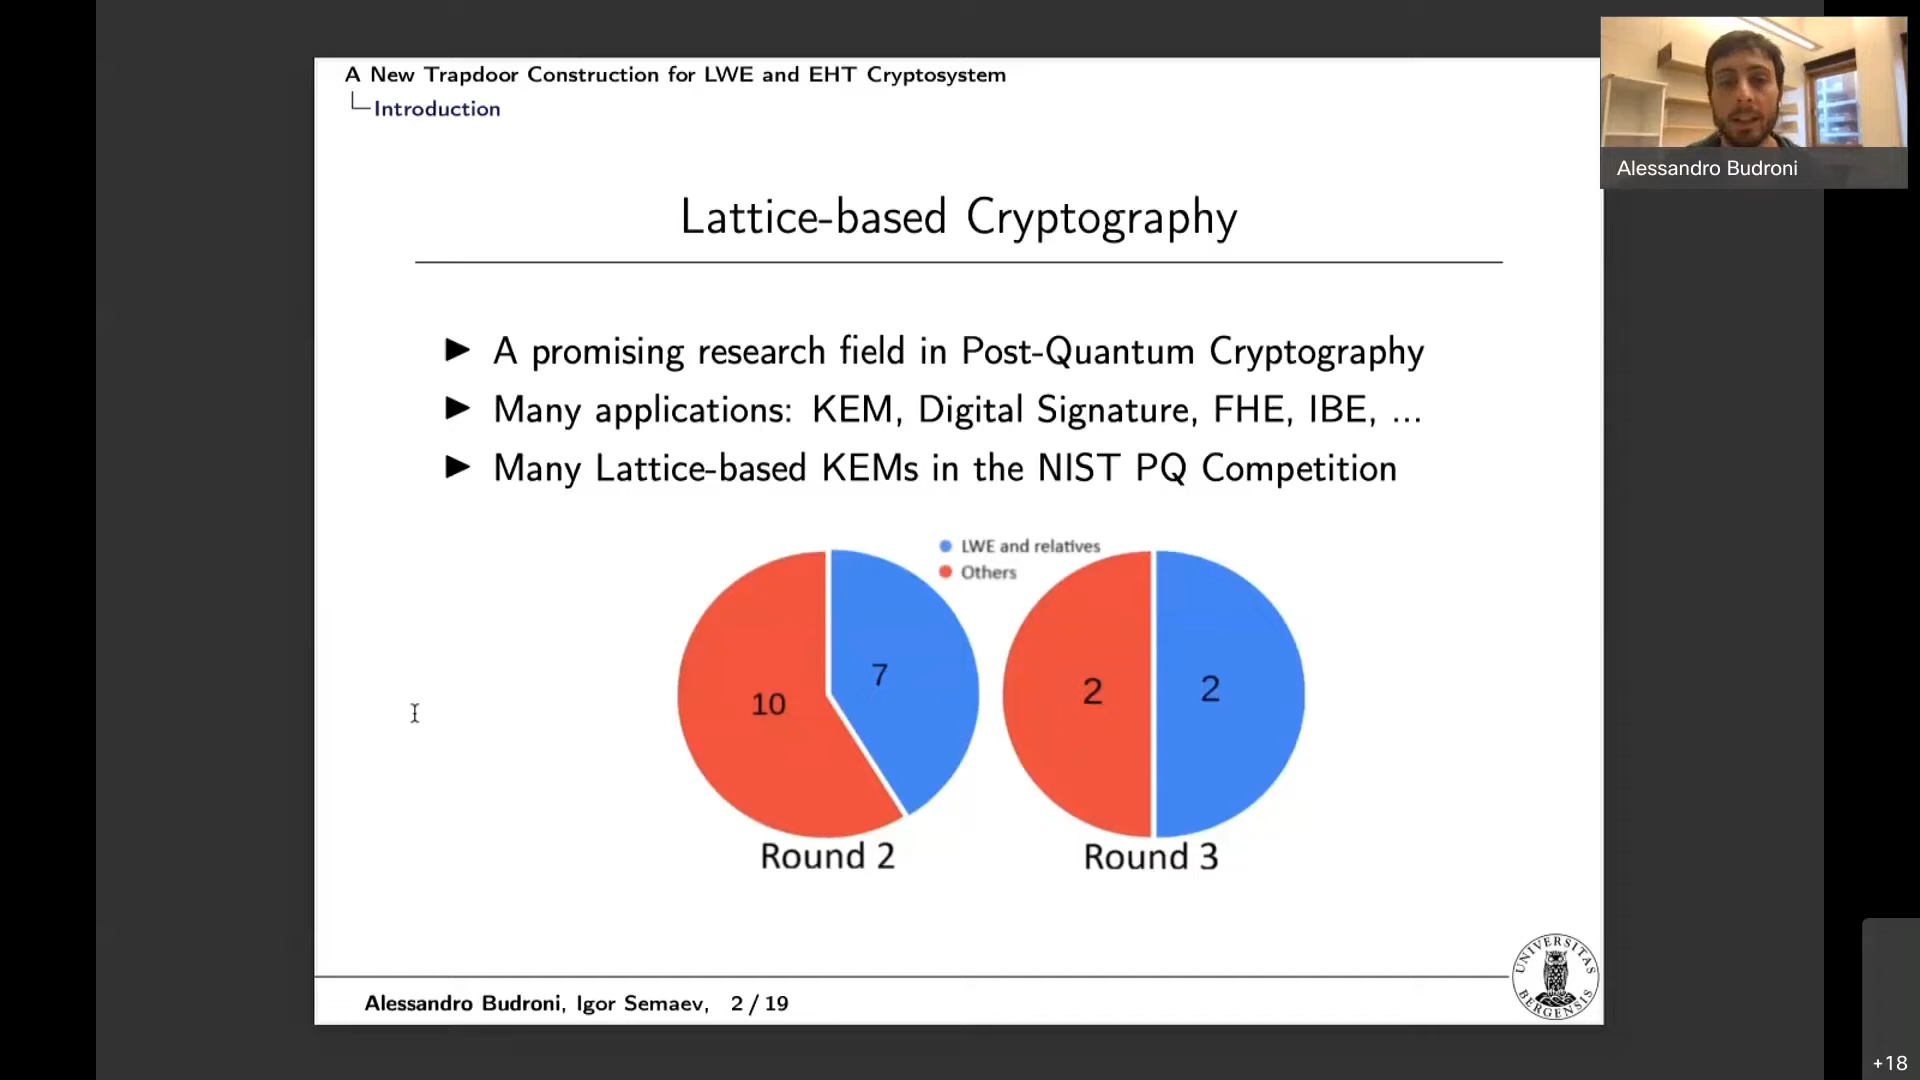 A New Trapdoor Construction for LWE and EHT Cryptosystem
Introduction
Alessandro Budroni
Lattice-based Cryptography
A promising research field in Post-Quantum Cryptography
Many applications: KEM, Digital Signature, FHE, IBE, ...
Many Lattice-based KEMs in the NIST PQ Competition
LWE and relatives
Others
10
7
2
2
Round 2
Round 3
UNIVERSITAS BERGENSIS
Alessandro Budroni, Igor Semaev, 2 / 19
+18